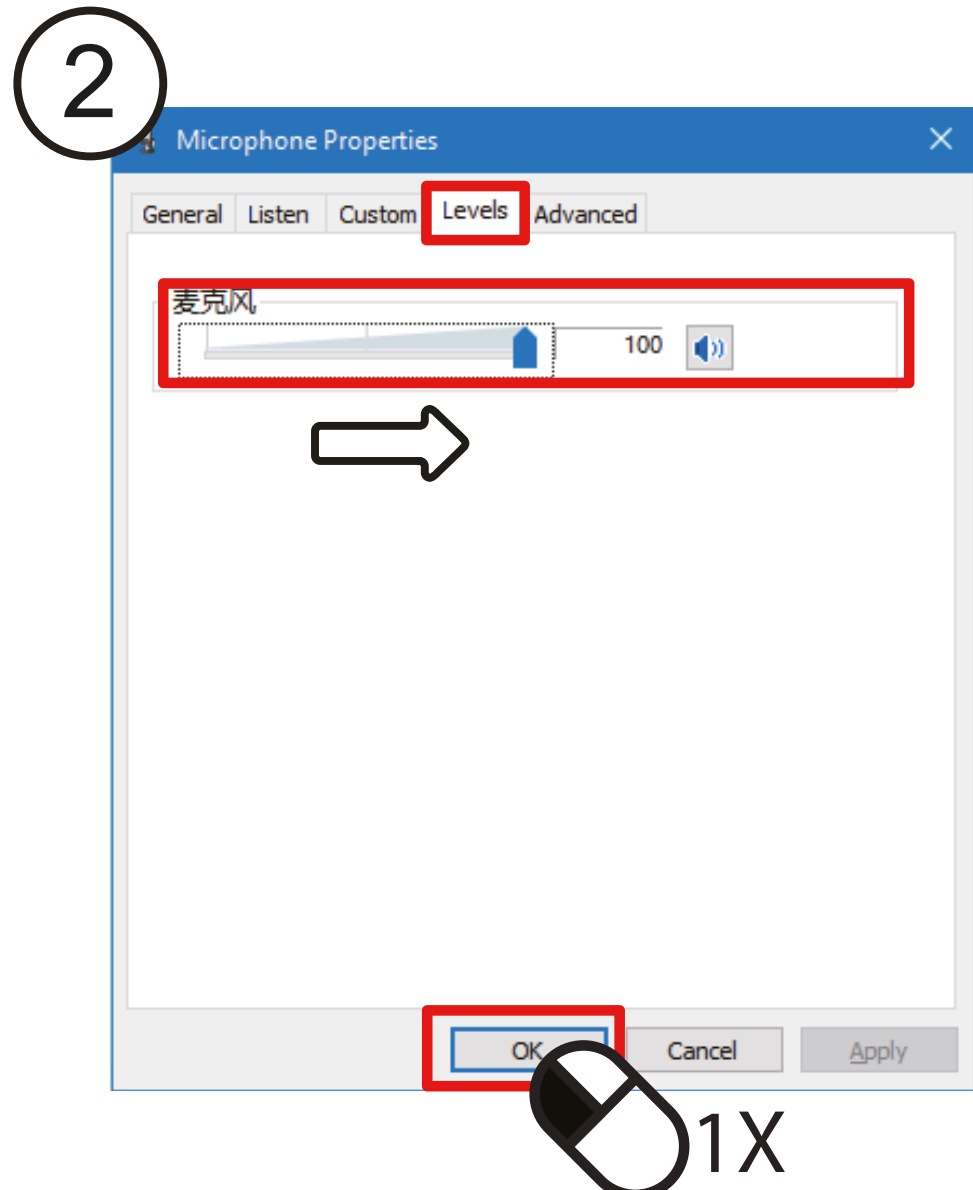 2
Microphone Properties
General Listen Custom Levels Advanced
麦克风
100
OK Cancel Apply
1X